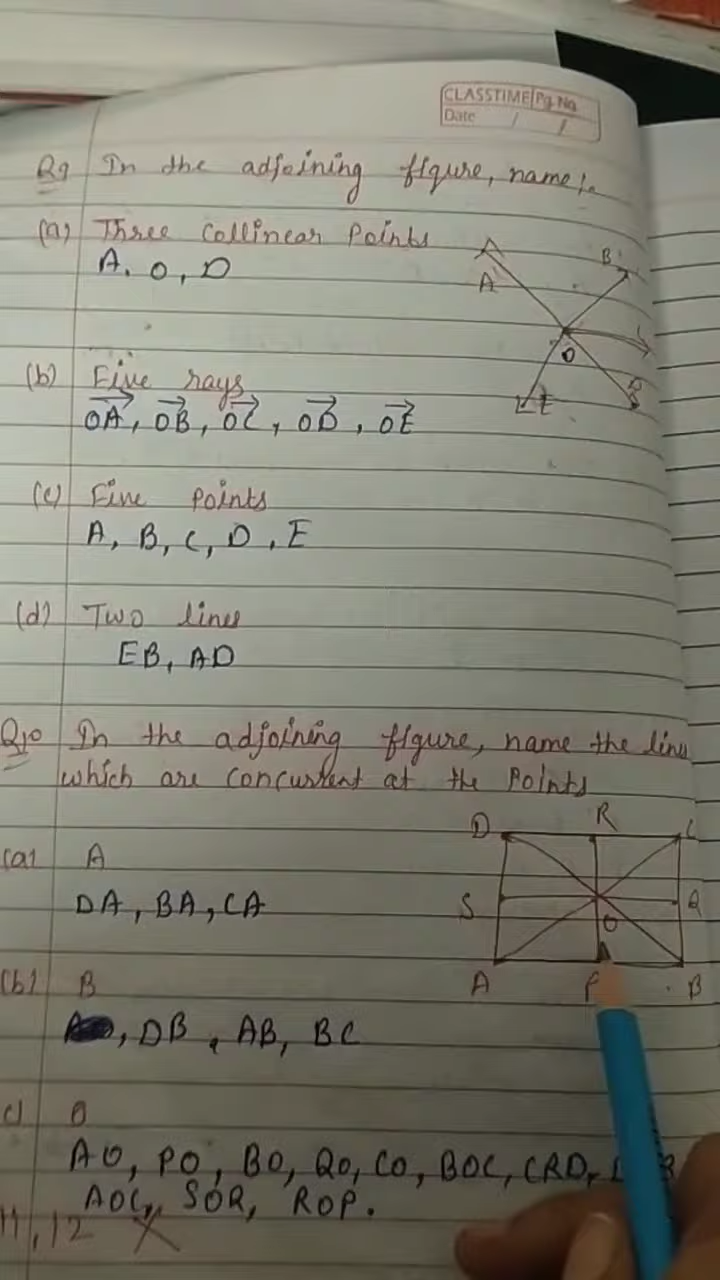 CLASSTIME Pg. No.
Date / /
Q9 In the adjoining figure, name:
(a) Three Collinear Points
A, O, D
A
B
O
D
E
(b) Five rays
OA, OB, OC, OD, OE
(c) Five Points
A, B, C, D, E
(d) Two lines
EB, AD
Q10 In the adjoining figure, name the line
which are concurrent at the Points
D R C
S Q
O
A P B
(a) A
DA, BA, CA
(b) B
, DB, AB, BC
c) O
AO, PO, BO, QO, CO, BOC, CRD,
AOC, SOQ, ROP.
11, 12 X